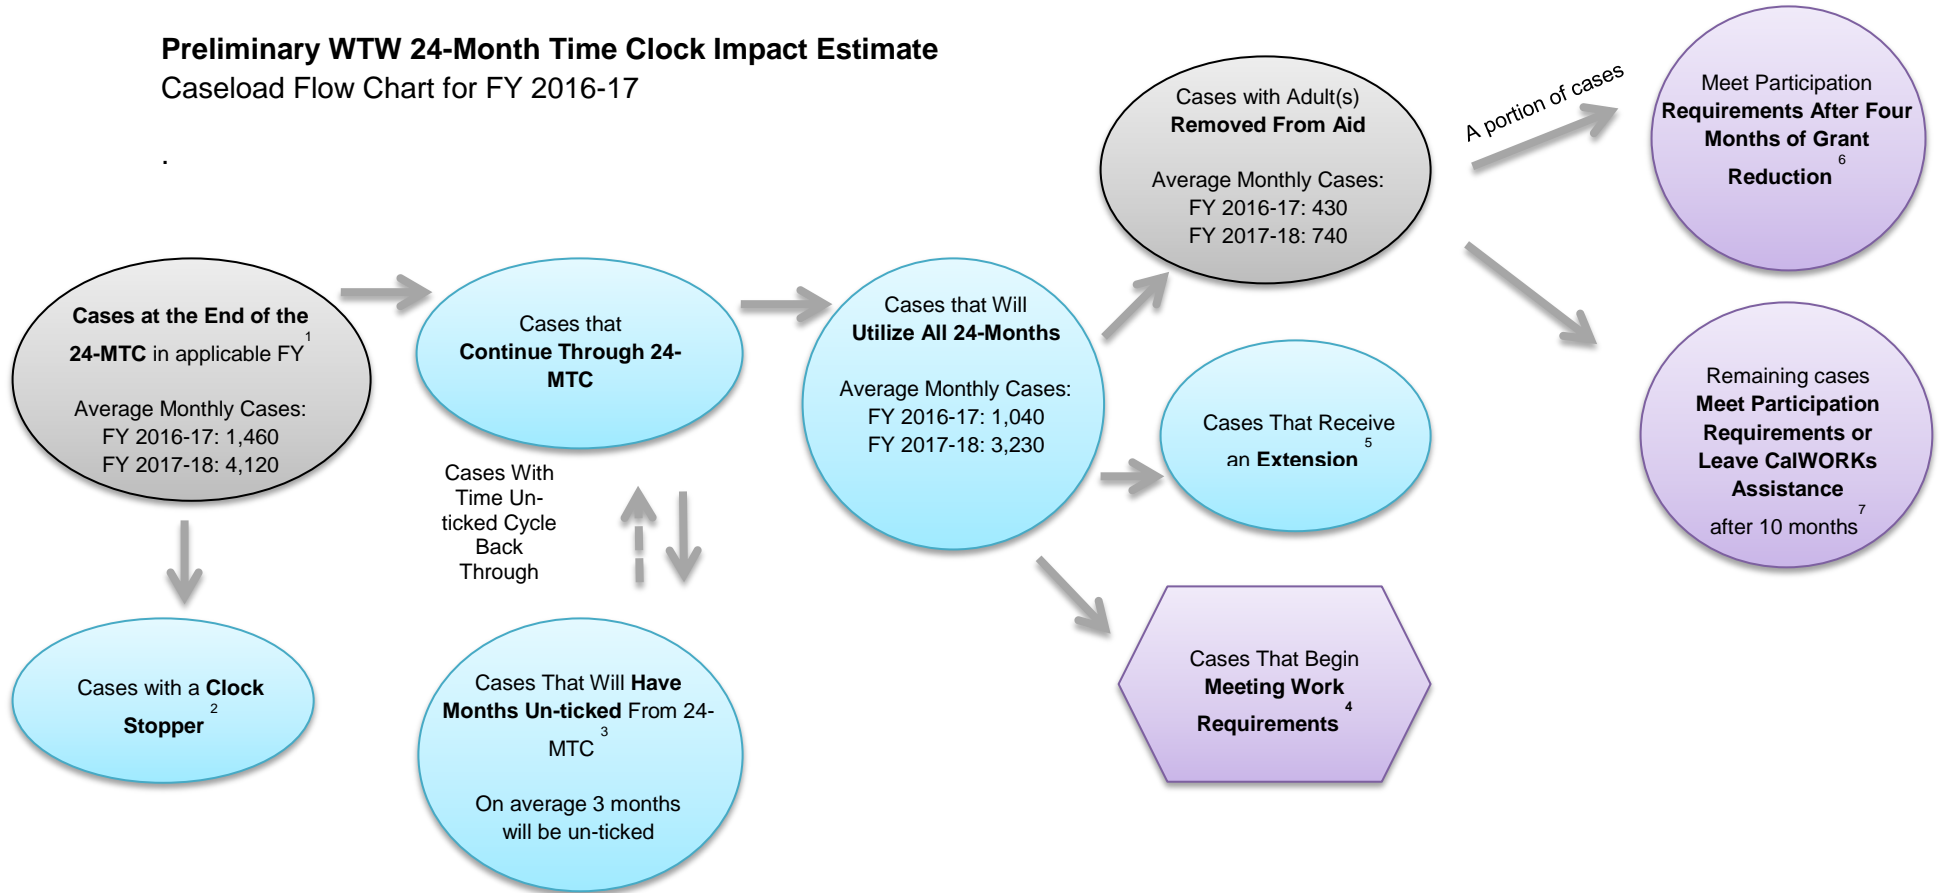 Preliminary WTW 24-Month Time Clock Impact Estimate
Caseload Flow Chart for FY 2016-17
.
Cases at the End of the
24-MTC in applicable FY 1
Average Monthly Cases:
FY 2016-17: 1,460
FY 2017-18: 4,120
Cases with a Clock
Stopper 2
Cases that
Continue Through 24-
MTC
Cases With
Time Un-
ticked Cycle
Back
Through
Cases That Will Have
Months Un-ticked From 24-
MTC 3
On average 3 months
will be un-ticked
Cases that Will
Utilize All 24-Months
Average Monthly Cases:
FY 2016-17: 1,040
FY 2017-18: 3,230
Cases with Adult(s)
Removed From Aid
Average Monthly Cases:
FY 2016-17: 430
FY 2017-18: 740
Cases That Receive
an Extension 5
Cases That Begin
Meeting Work
Requirements 4
A portion of cases
Meet Participation
Requirements After Four
Months of Grant
Reduction 6
Remaining cases
Meet Participation
Requirements or
Leave CalWORKs
Assistance
after 10 months 7